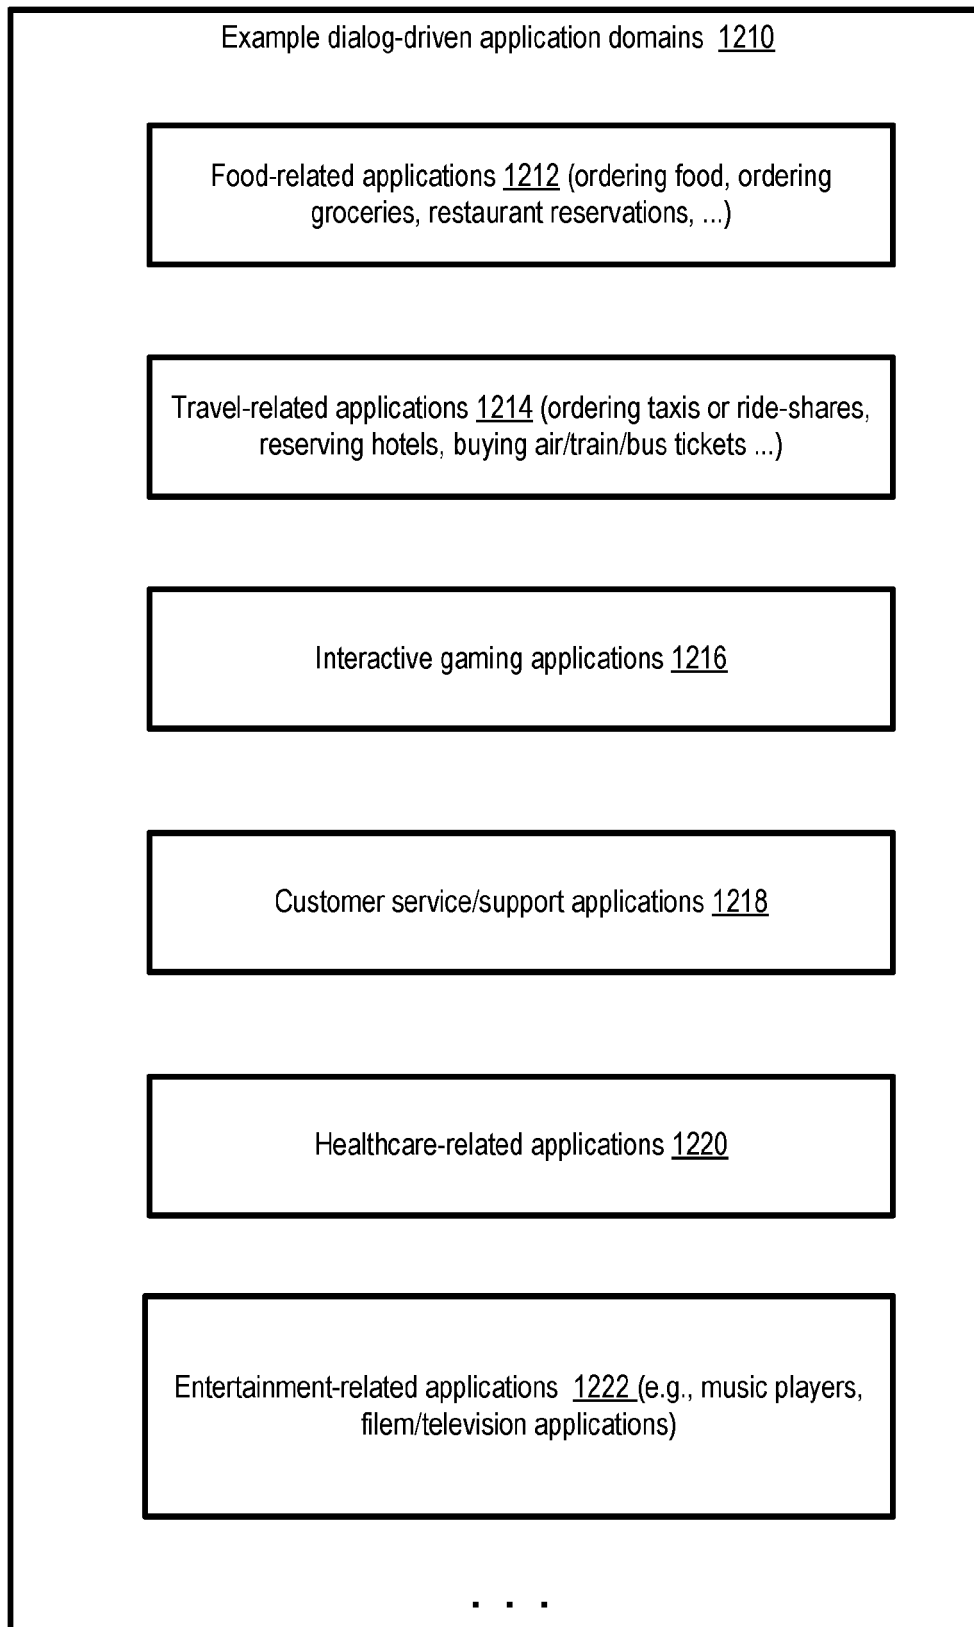 Example dialog-driven application domains 1210
Food-related applications 1212 (ordering food, ordering
groceries, restaurant reservations, ...)
Travel-related applications 1214 (ordering taxis or ride-shares,
reserving hotels, buying air/train/bus tickets ...)
Interactive gaming applications 1216
Customer service/support applications 1218
Healthcare-related applications 1220
Entertainment-related applications 1222 (e.g., music players,
filem/television applications)
. . .